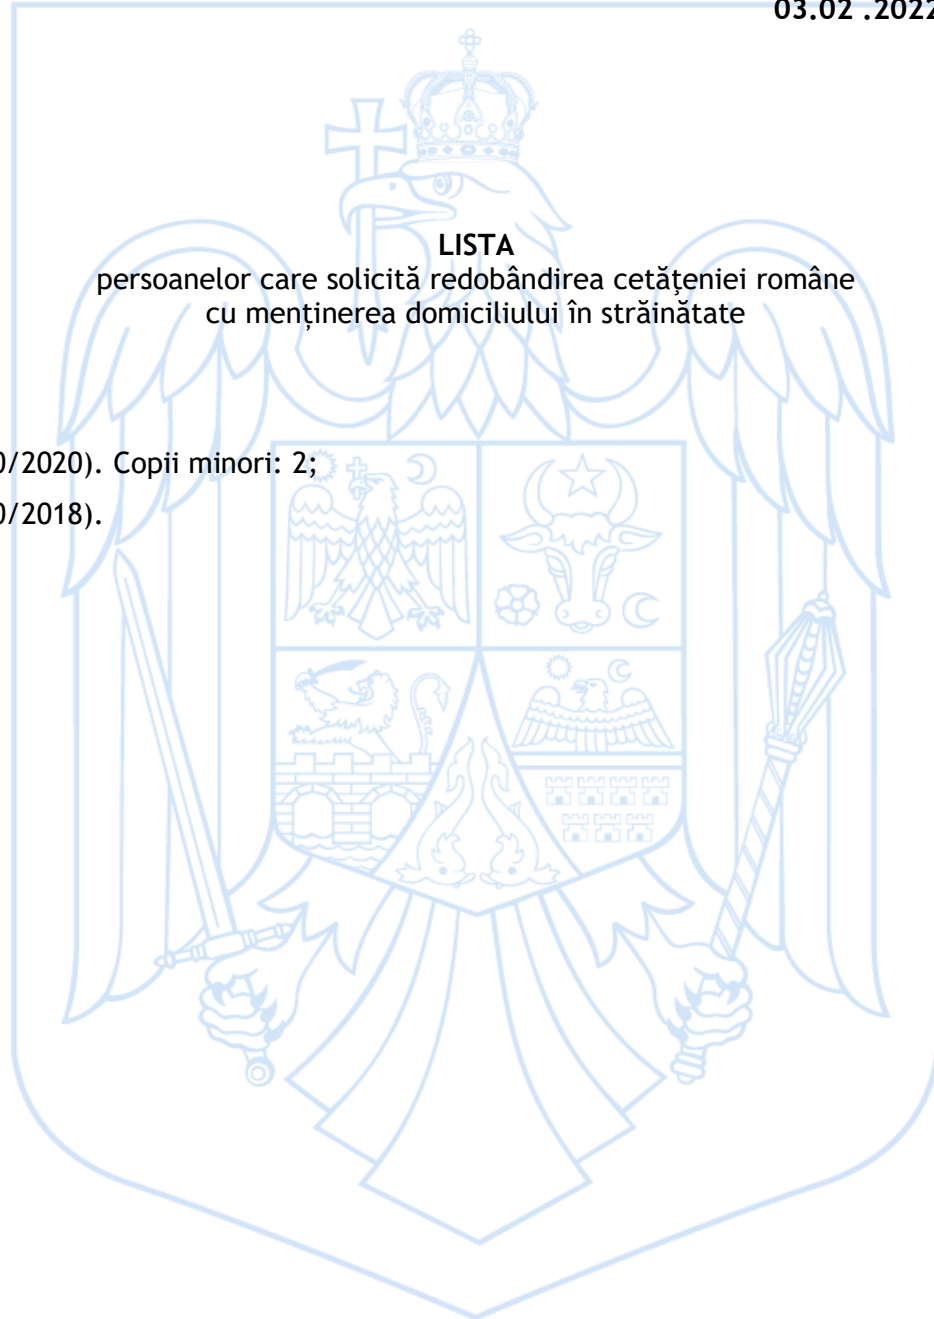 03.02 .2022
LISTA
persoanelor care solicită redobândirea cetățeniei române
cu menținerea domiciliului în străinătate
0/2020). Copii minori: 2;
0/2018).